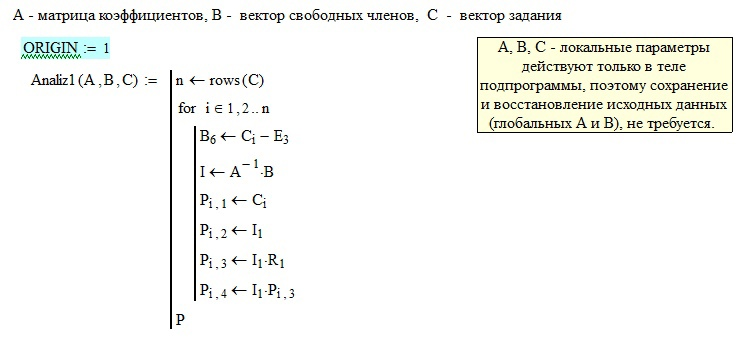 А - матрица коэффициентов, В - вектор свободных членов, С - вектор задания
ORIGIN := 1
Analiz1(A,B,C) := n ← rows(C)
for i ∈ 1,2..n
B₆ ← Cᵢ − E₃
I ← A⁻¹·B
Pᵢ,₁ ← Cᵢ
Pᵢ,₂ ← I₁
Pᵢ,₃ ← I₁·R₁
Pᵢ,₄ ← I₁·Pᵢ,₃
P
А, В, С - локальные параметры
действуют только в теле
подпрограммы, поэтому сохранение
и восстановление исходных данных
(глобальных А и В), не требуется.